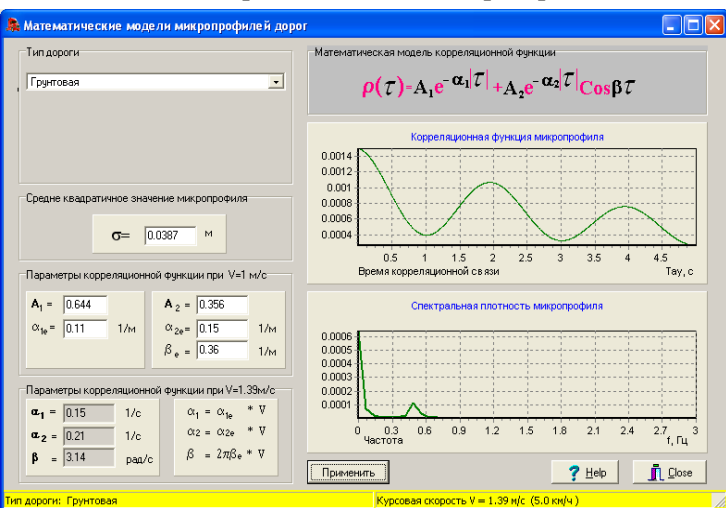 Математические модели микропрофилей дорог
Тип дороги
Грунтовая
Средне квадратичное значение микропрофиля
σ= 0.0387 м
Параметры корреляционной функции при V=1 м/с
A1 = 0.644
α1e= 0.11 1/м
A2 = 0.356
α2e= 0.15 1/м
βe = 0.36 1/м
Параметры корреляционной функции при V=1.39м/с
α1 = 0.15 1/с
α2 = 0.21 1/с
β = 3.14 рад/с
α1 = α1e * V
α2 = α2e * V
β = 2πβe * V
Математическая модель корреляционной функции
ρ(τ)=A1e^-α1|τ| +A2e^-α2|τ|Cosβτ
Корреляционная функция микропрофиля
0.0014
0.0012
0.001
0.0008
0.0006
0.0004
0.5 1 1.5 2 2.5 3 3.5 4 4.5
Время корреляционной связи Тау, с
Спектральная плотность микропрофиля
0.0006
0.0005
0.0004
0.0003
0.0002
0.0001
0 0.3 0.6 0.9 1.2 1.5 1.8 2.1 2.4 2.7 3
Частота f, Гц
Применить ? Help Close
Тип дороги: Грунтовая Курсовая скорость V = 1.39 м/с (5.0 км/ч )